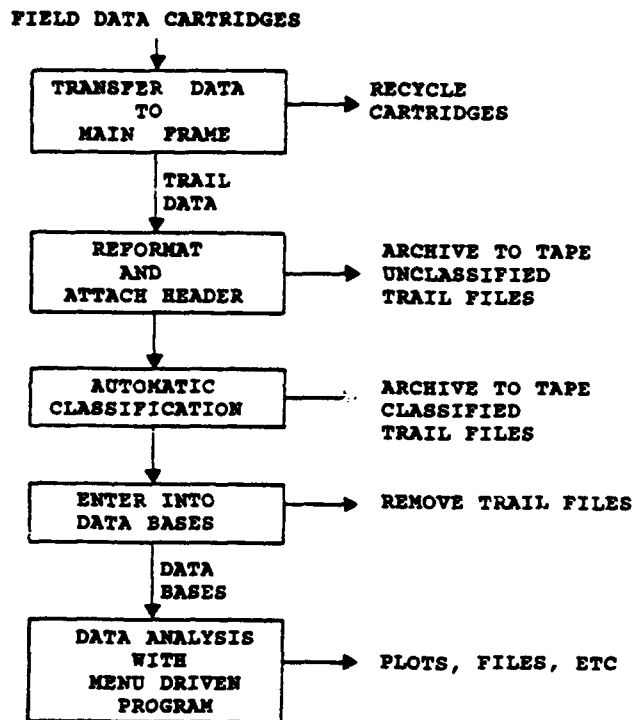 FIELD DATA CARTRIDGES
TRANSFER DATA
TO
MAIN FRAME
RECYCLE
CARTRIDGES
TRAIL
DATA
REFORMAT
AND
ATTACH HEADER
ARCHIVE TO TAPE
UNCLASSIFIED
TRAIL FILES
AUTOMATIC
CLASSIFICATION
ARCHIVE TO TAPE
CLASSIFIED
TRAIL FILES
ENTER INTO
DATA BASES
REMOVE TRAIL FILES
DATA
BASES
DATA ANALYSIS
WITH
MENU DRIVEN
PROGRAM
PLOTS, FILES, ETC